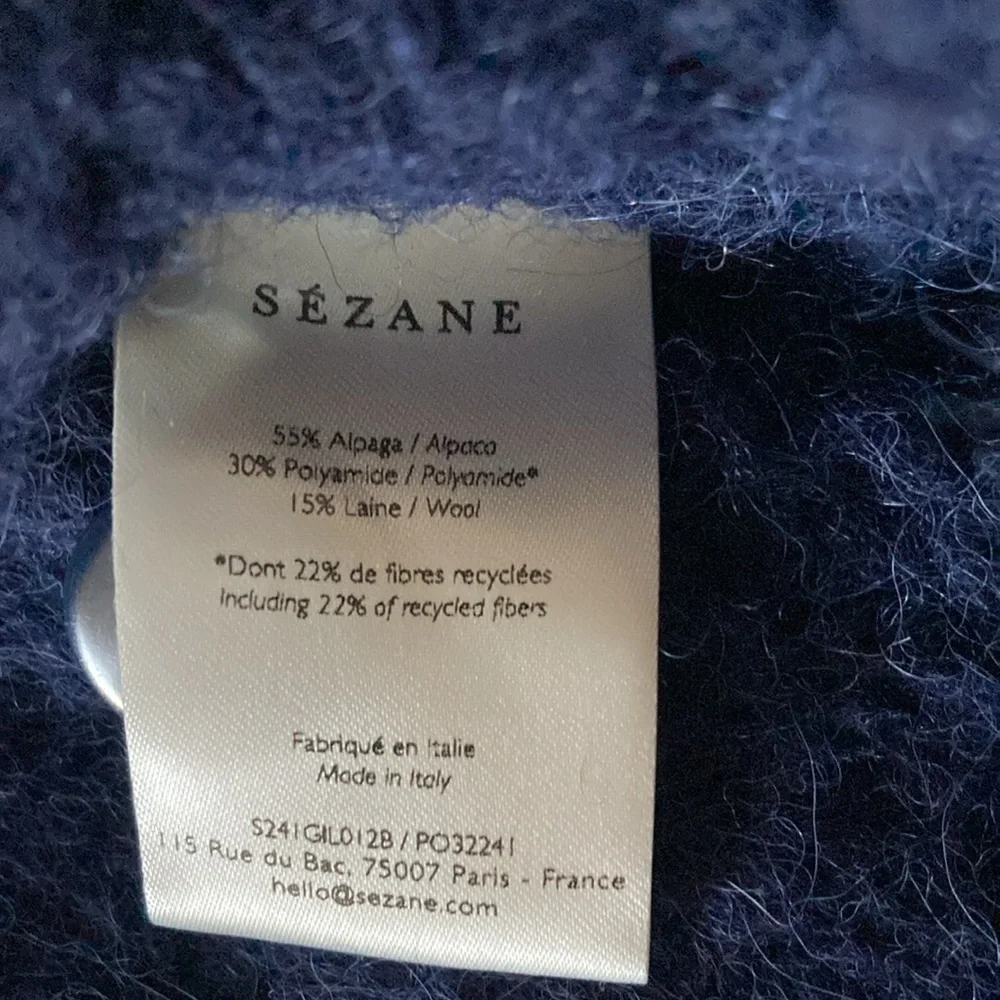 SÉZANE
55% Alpaga / Alpaca
30% Polyamide / Polyamide*
15% Laine / Wool
*Dont 22% de fibres recyclées
Including 22% of recycled fibers
Fabriqué en Italie
Made in Italy
S241GIL012B / PO32241
115 Rue du Bac, 75007 Paris - France
hello@sezane.com